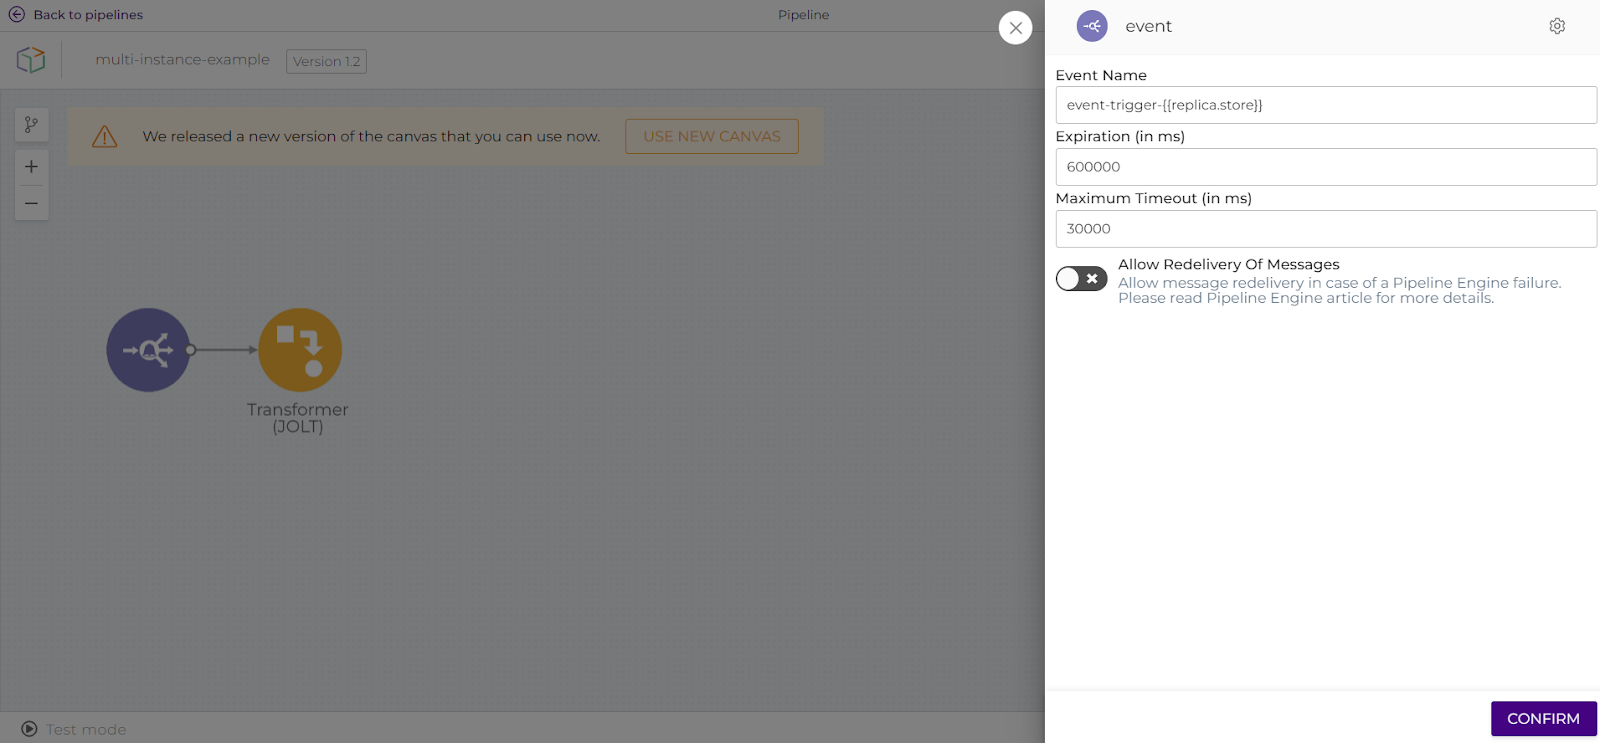 Back to pipelines
Pipeline
multi-instance-example
Version 1.2
We released a new version of the canvas that you can use now.
USE NEW CANVAS
Transformer
(JOLT)
Test mode
event
Event Name
event-trigger-{{replica.store}}
Expiration (in ms)
600000
Maximum Timeout (in ms)
30000
Allow Redelivery Of Messages
Allow message redelivery in case of a Pipeline Engine failure.
Please read Pipeline Engine article for more details.
CONFIRM